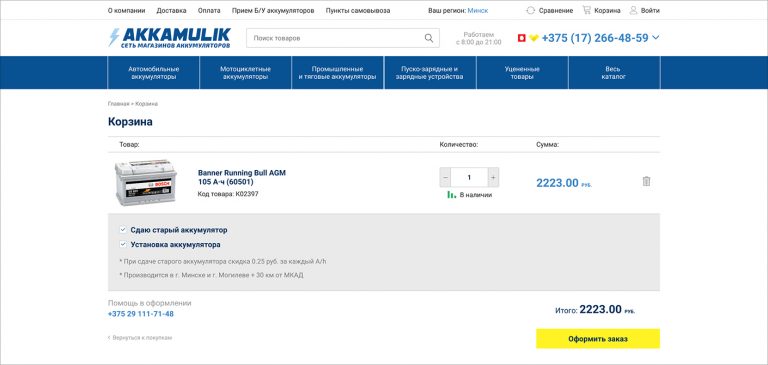 О компании Доставка Оплата Прием Б/У аккумуляторов Пункты самовывоза Ваш регион: Минск Сравнение Корзина Войти
AKKAMULIK
СЕТЬ МАГАЗИНОВ АККУМУЛЯТОРОВ
Поиск товаров
Работаем
с 8:00 до 21:00
+375 (17) 266-48-59
Автомобильные
аккумуляторы
Мотоциклетные
аккумуляторы
Промышленные
и тяговые аккумуляторы
Пуско-зарядные и
зарядные устройства
Уцененные
товары
Весь
каталог
Главная » Корзина
Корзина
Товар: Количество: Сумма:
BOSCH
Banner Running Bull AGM
105 А·ч (60501)
Код товара: K02397
− 1 +
В наличии
2223.00 РУБ.
Сдаю старый аккумулятор
Установка аккумулятора
* При сдаче старого аккумулятора скидка 0.25 руб. за каждый A/h
* Производится в г. Минске и г. Могилеве + 30 км от МКАД
Помощь в оформлении
+375 29 111-71-48
Итого: 2223.00 РУБ.
‹ Вернуться к покупкам
Оформить заказ